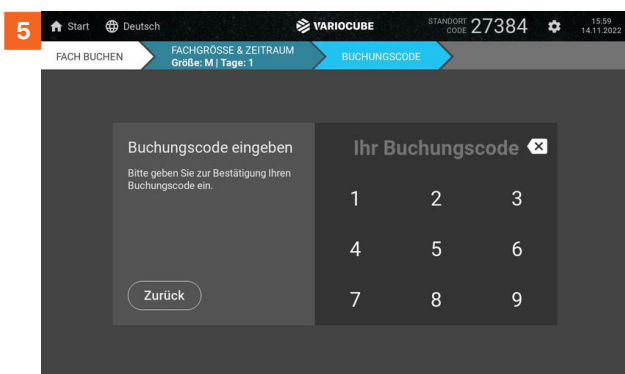 5
Start Deutsch VARIOCUBE STANDORT CODE 27384 15:59 14.11.2022
FACH BUCHEN
FACHGRÖSSE & ZEITRAUM
Größe: M | Tage: 1
BUCHUNGSCODE
Buchungscode eingeben
Bitte geben Sie zur Bestätigung Ihren
Buchungscode ein.
Zurück
Ihr Buchungscode
1 2 3
4 5 6
7 8 9